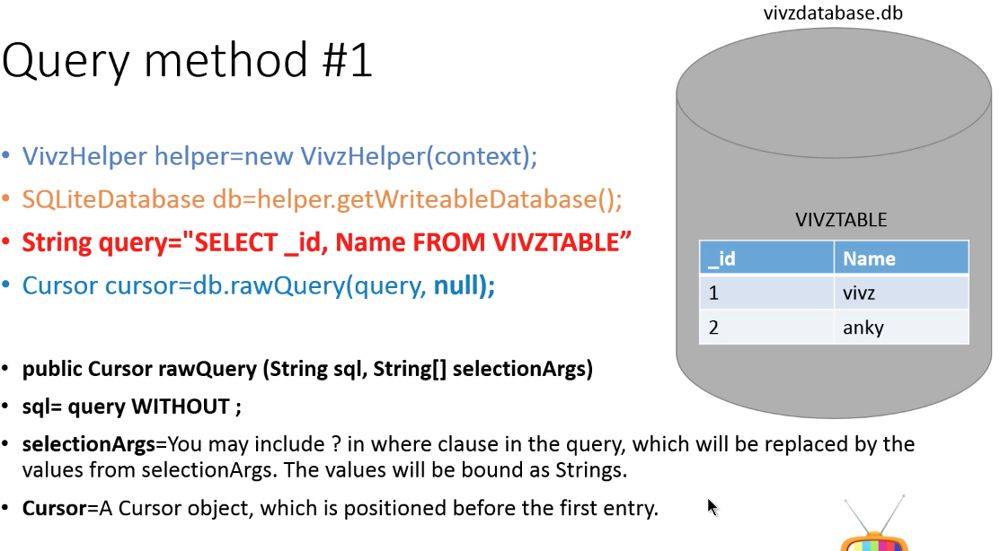 vivzdatabase.db
Query method #1
• VivzHelper helper=new VivzHelper(context);
• SQLiteDatabase db=helper.getWriteableDatabase();
• String query="SELECT _id, Name FROM VIVZTABLE”
• Cursor cursor=db.rawQuery(query, null);
VIVZTABLE
_id Name
1 vivz
2 anky
• public Cursor rawQuery (String sql, String[] selectionArgs)
• sql= query WITHOUT ;
• selectionArgs=You may include ? in where clause in the query, which will be replaced by the
values from selectionArgs. The values will be bound as Strings.
• Cursor=A Cursor object, which is positioned before the first entry.